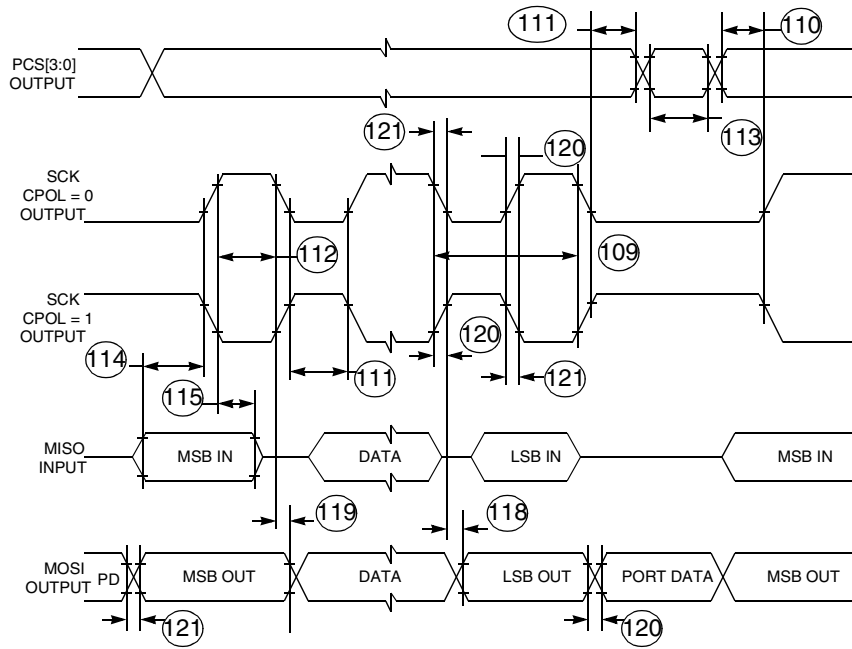 111
110
PCS[3:0]
OUTPUT
121
120
113
SCK
CPOL = 0
OUTPUT
112
109
SCK
CPOL = 1
OUTPUT
120
114
111
121
115
MISO
INPUT
MSB IN
DATA
LSB IN
MSB IN
119
118
MOSI
OUTPUT
PD
MSB OUT
DATA
LSB OUT
PORT DATA
MSB OUT
121
120